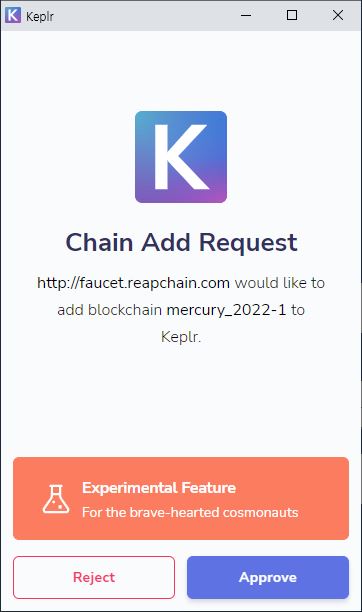 Keplr
K
Chain Add Request
http://faucet.reapchain.com would like to
add blockchain mercury_2022-1 to
Keplr.
Experimental Feature
For the brave-hearted cosmonauts
Reject
Approve